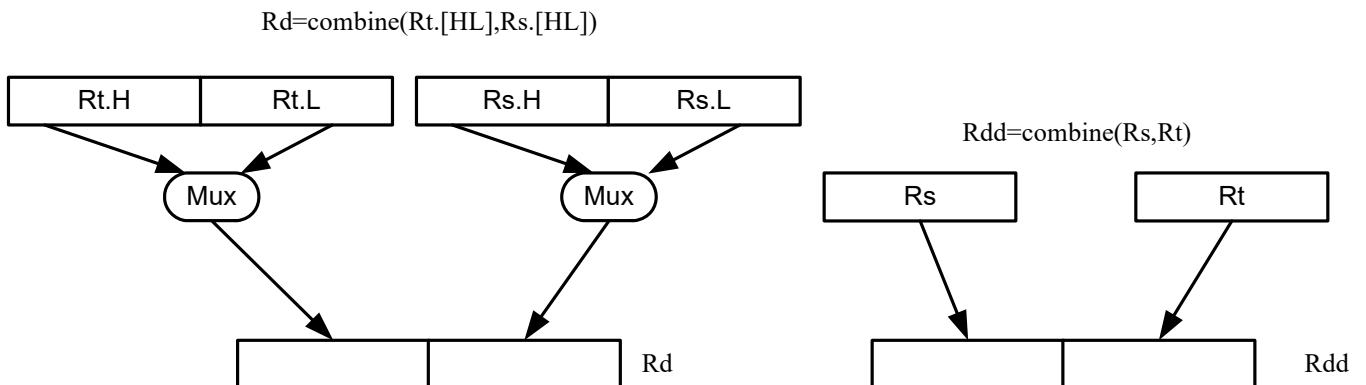 Rd=combine(Rt.[HL],Rs.[HL])
Rt.H Rt.L Rs.H Rs.L
Mux Mux
Rd
Rdd=combine(Rs,Rt)
Rs Rt
Rdd